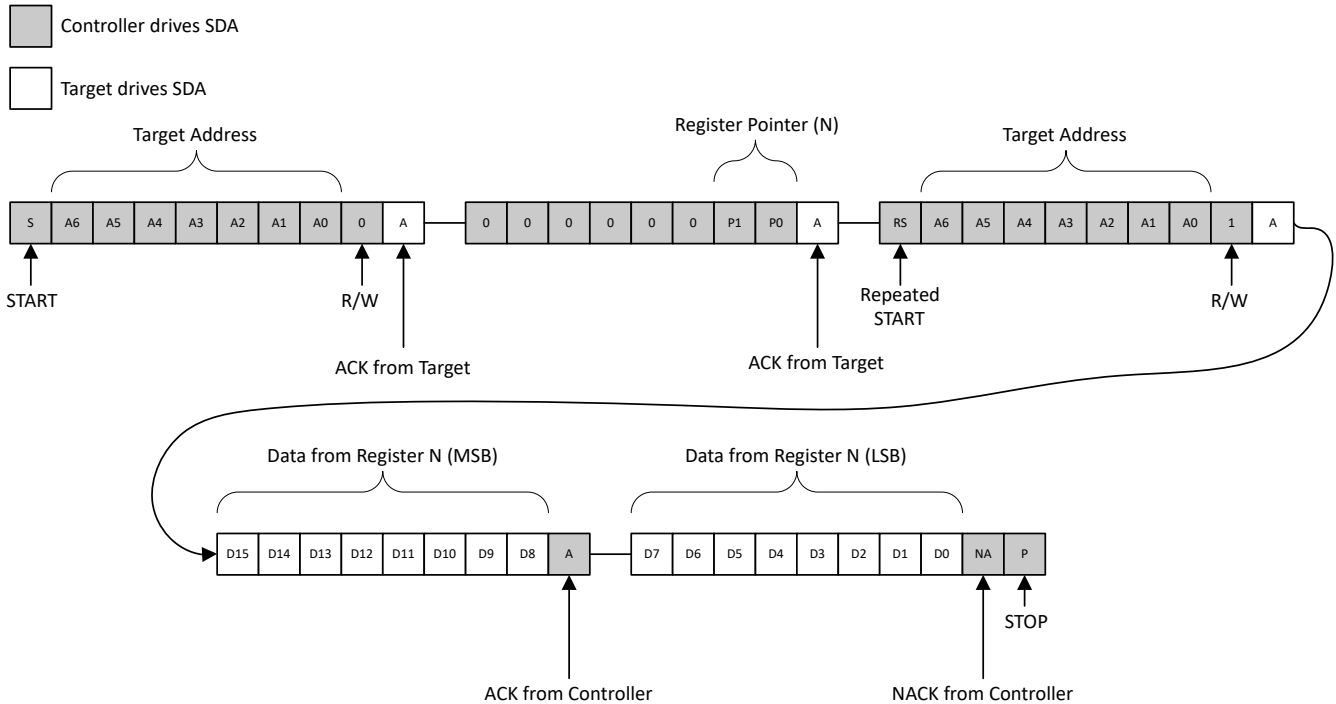 Controller drives SDA
Target drives SDA
Target Address
Register Pointer (N)
Target Address
S A6 A5 A4 A3 A2 A1 A0 0 A 0 0 0 0 0 0 P1 P0 A RS A6 A5 A4 A3 A2 A1 A0 1 A
START
R/W
Repeated
START
R/W
ACK from Target
ACK from Target
Data from Register N (MSB)
Data from Register N (LSB)
D15 D14 D13 D12 D11 D10 D9 D8 A D7 D6 D5 D4 D3 D2 D1 D0 NA P
STOP
ACK from Controller
NACK from Controller